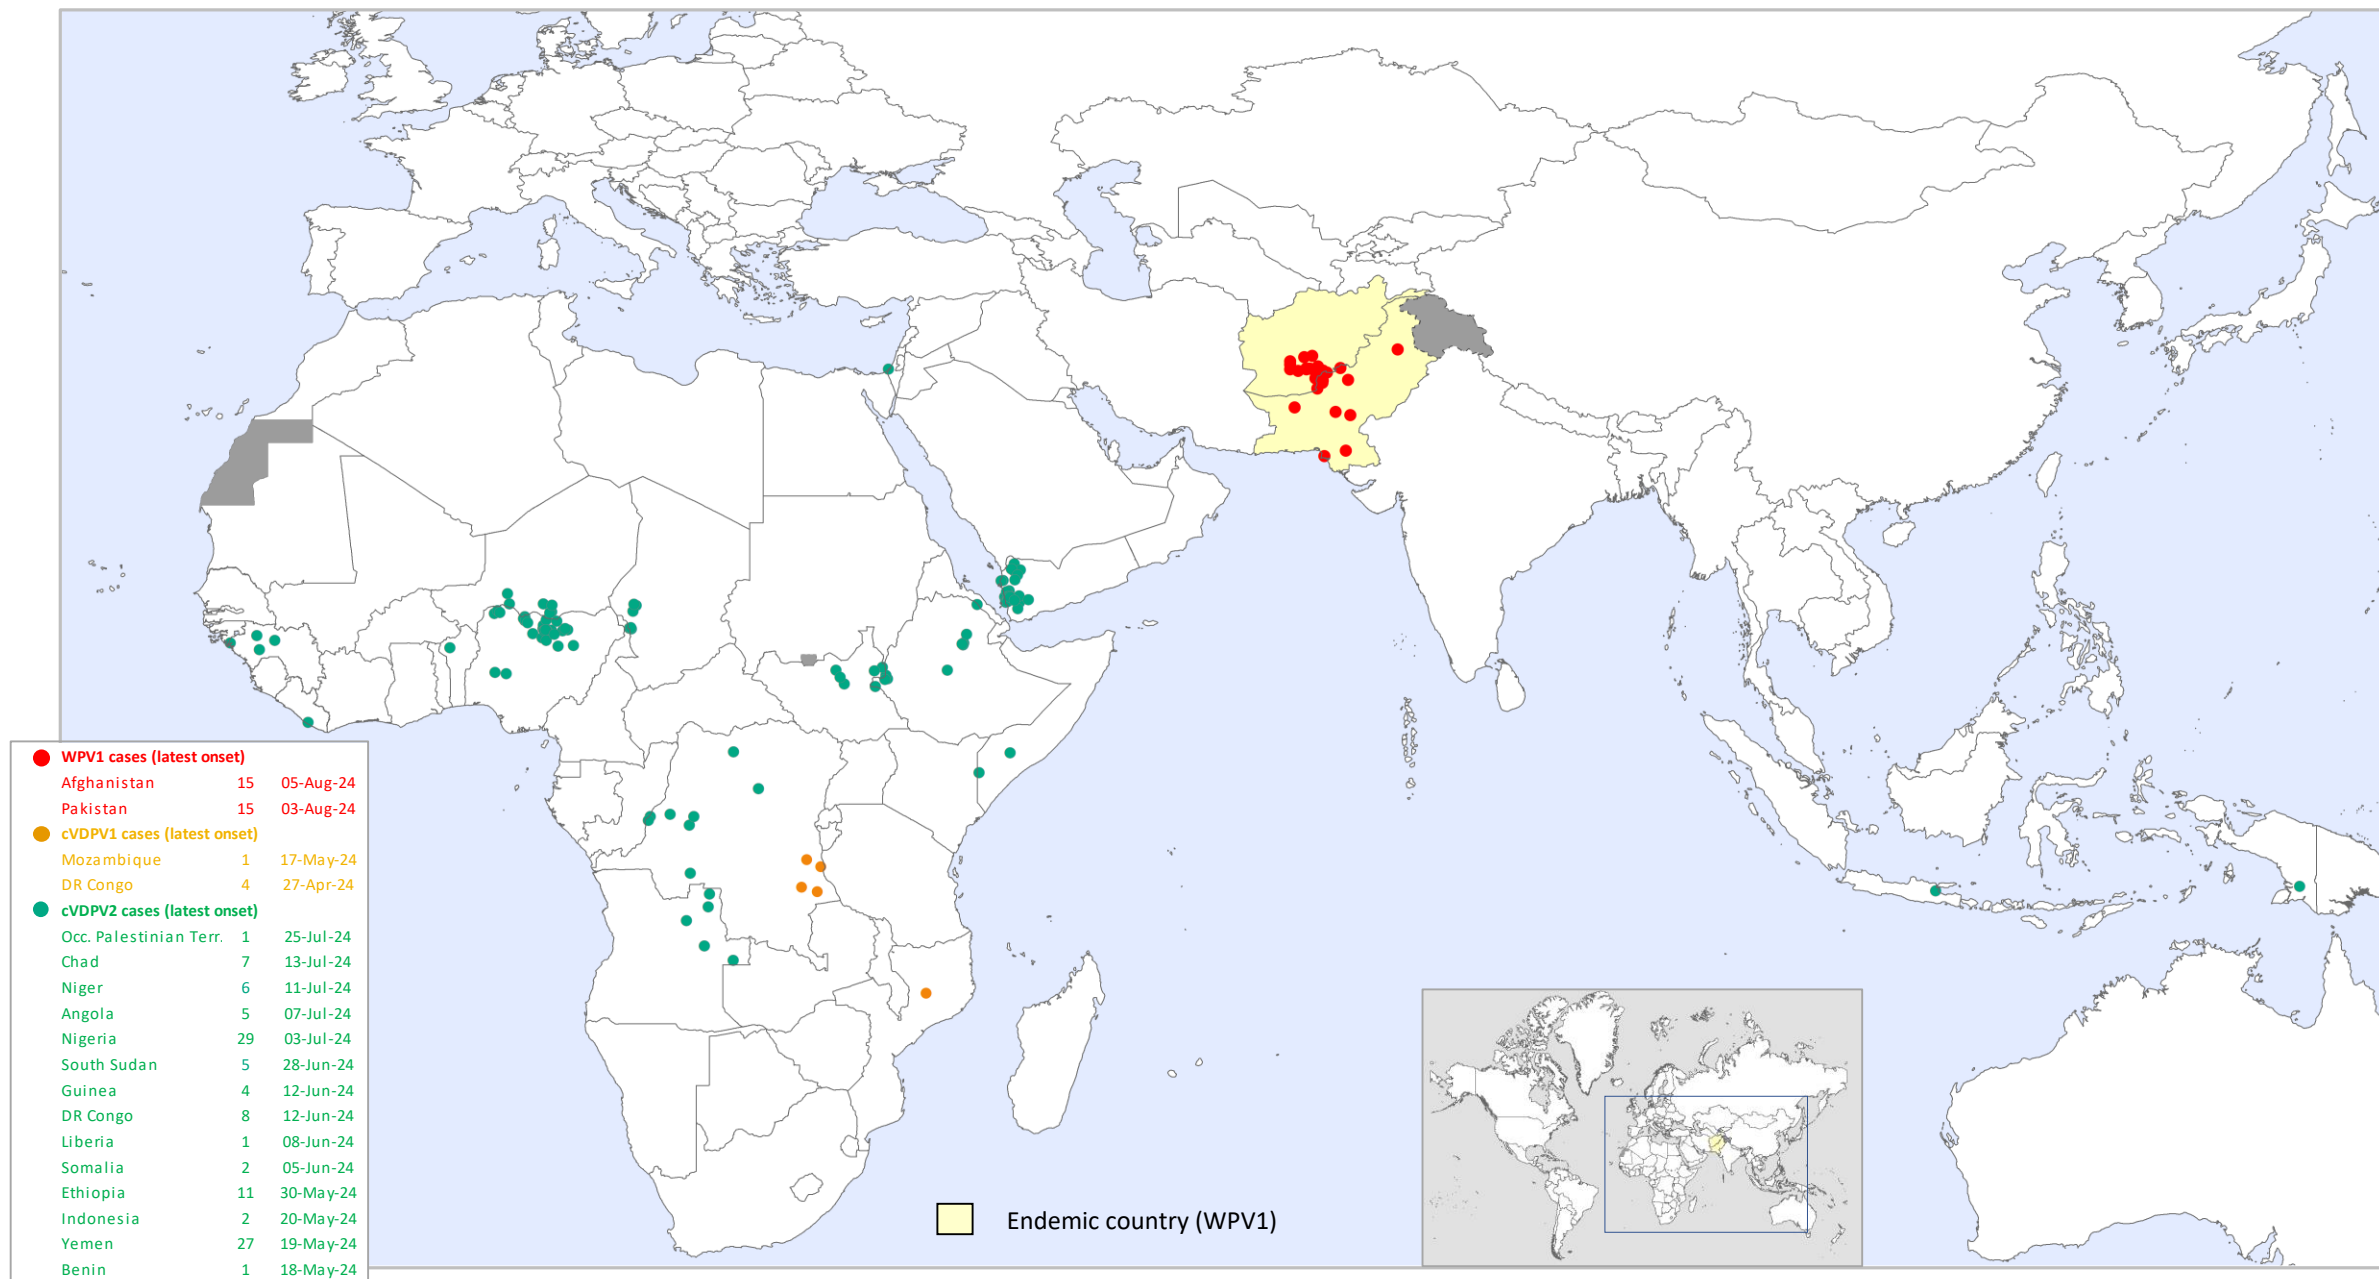 WPV1 cases (latest onset)
Afghanistan 15 05-Aug-24
Pakistan 15 03-Aug-24
cVDPV1 cases (latest onset)
Mozambique 1 17-May-24
DR Congo 4 27-Apr-24
cVDPV2 cases (latest onset)
Occ. Palestinian Terr. 1 25-Jul-24
Chad 7 13-Jul-24
Niger 6 11-Jul-24
Angola 5 07-Jul-24
Nigeria 29 03-Jul-24
South Sudan 5 28-Jun-24
Guinea 4 12-Jun-24
DR Congo 8 12-Jun-24
Liberia 1 08-Jun-24
Somalia 2 05-Jun-24
Ethiopia 11 30-May-24
Indonesia 2 20-May-24
Yemen 27 19-May-24
Benin 1 18-May-24
Endemic country (WPV1)